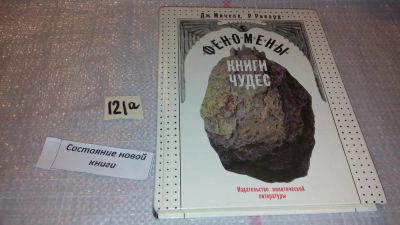 Дж. Мичелл, Р. Рикард
ФЕНОМЕНЫ
КНИГИ
ЧУДЕС
Издательство политической
литературы
121а
Состояние новой
книги